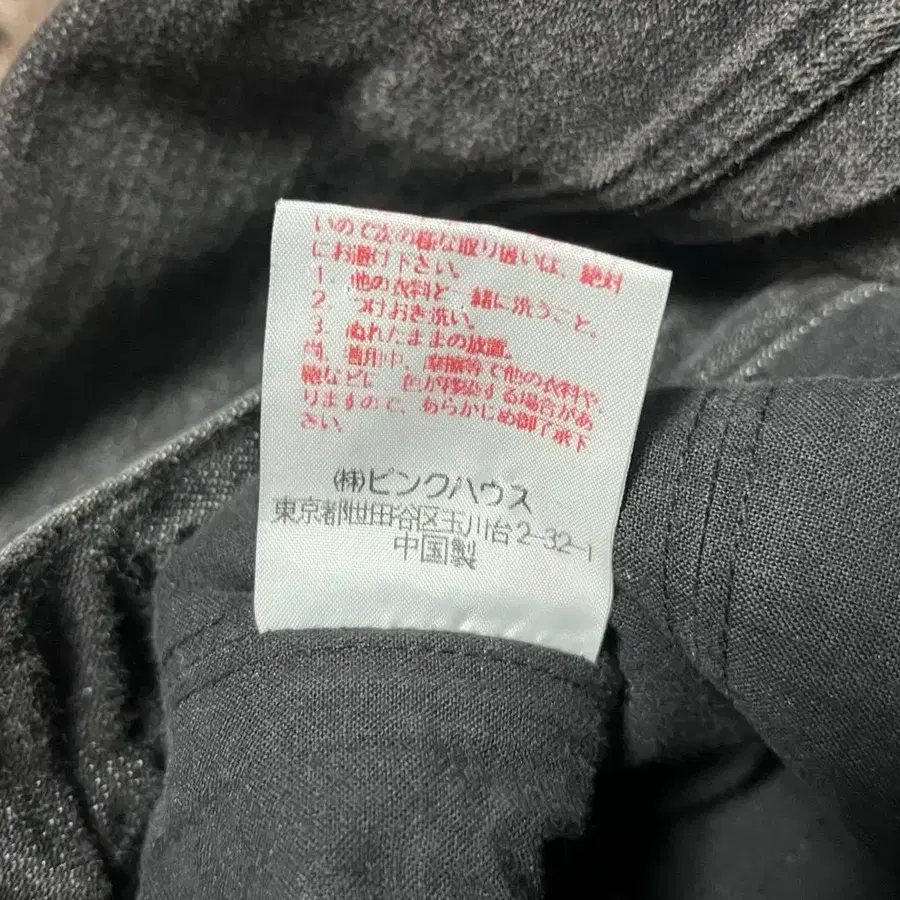 いので次の様な取り扱いは、絶対
にお避け下さい。
1. 他の衣料と一緒に洗うこと。
2. つけおき洗い。
3. ぬれたままの放置。
尚、着用中、摩擦等で他の衣料や、
鞄などに 色が移染する場合があ
りますので、あらかじめ御了承下
さい。
(株)ピンクハウス
東京都世田谷区玉川台2-32-1
中国製